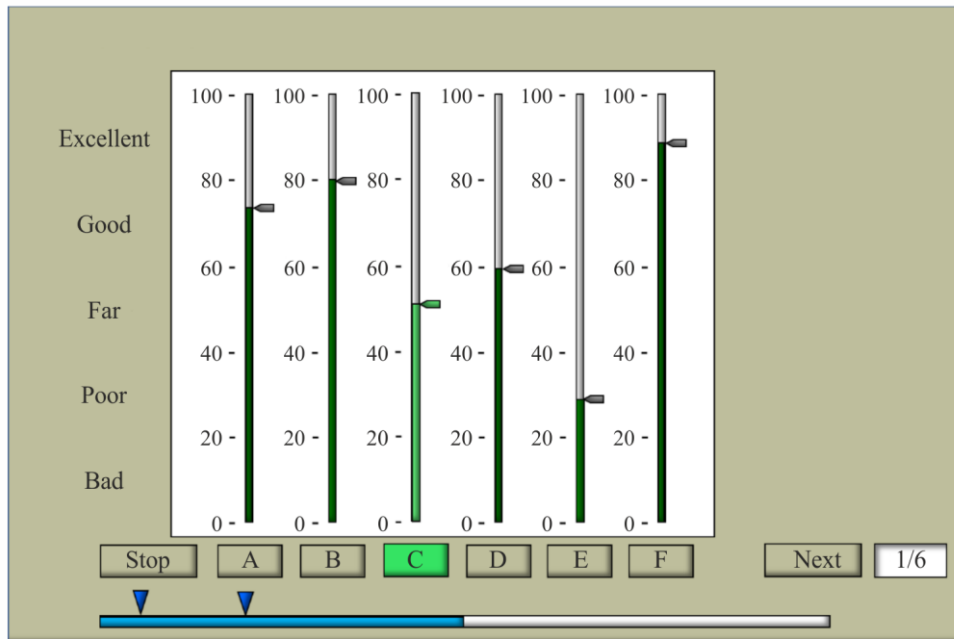 100 - 100 - 100 - 100 - 100 - 100 -
Excellent
80 - 80 - 80 - 80 - 80 - 80 -
Good
60 - 60 - 60 - 60 - 60 - 60 -
Far
40 - 40 - 40 - 40 - 40 - 40 -
Poor
20 - 20 - 20 - 20 - 20 - 20 -
Bad
0 - 0 - 0 - 0 - 0 - 0 -
Stop A B C D E F Next 1/6